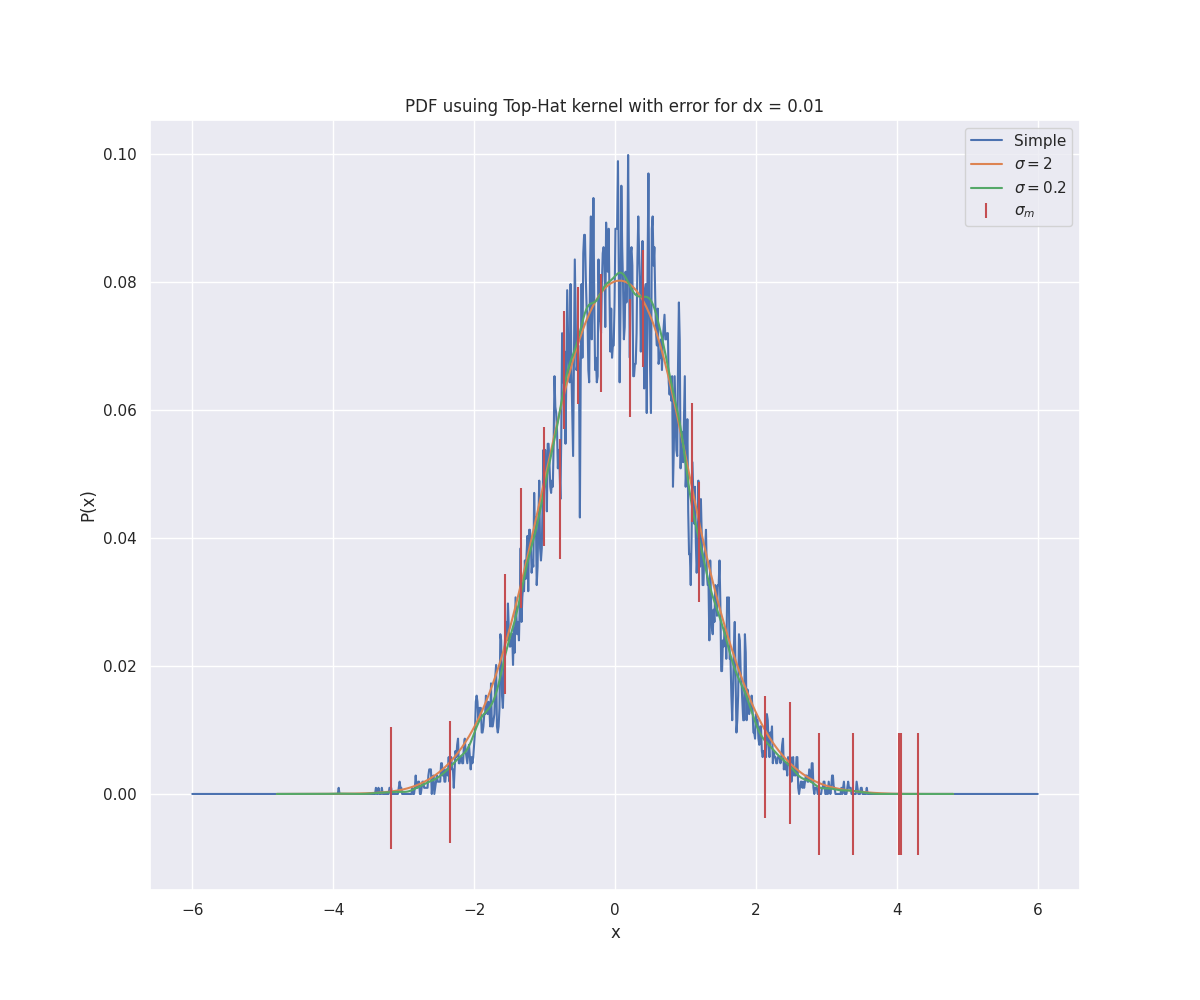 PDF usuing Top-Hat kernel with error for dx = 0.01
Simple
σ = 2
σ = 0.2
σₘ
0.10
0.08
0.06
0.04
0.02
0.00
P(x)
−6 −4 −2 0 2 4 6
x